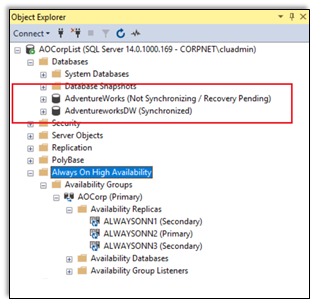 Object Explorer
Connect
AOCorpList (SQL Server 14.0.1000.169 - CORPNET\cluadmin)
Databases
System Databases
Database Snapshots
AdventureWorks (Not Synchronizing / Recovery Pending)
AdventureworksDW (Synchronized)
Security
Server Objects
Replication
PolyBase
Always On High Availability
Availability Groups
AOCorp (Primary)
Availability Replicas
ALWAYSONN1 (Secondary)
ALWAYSONN2 (Primary)
ALWAYSONN3 (Secondary)
Availability Databases
Availability Group Listeners